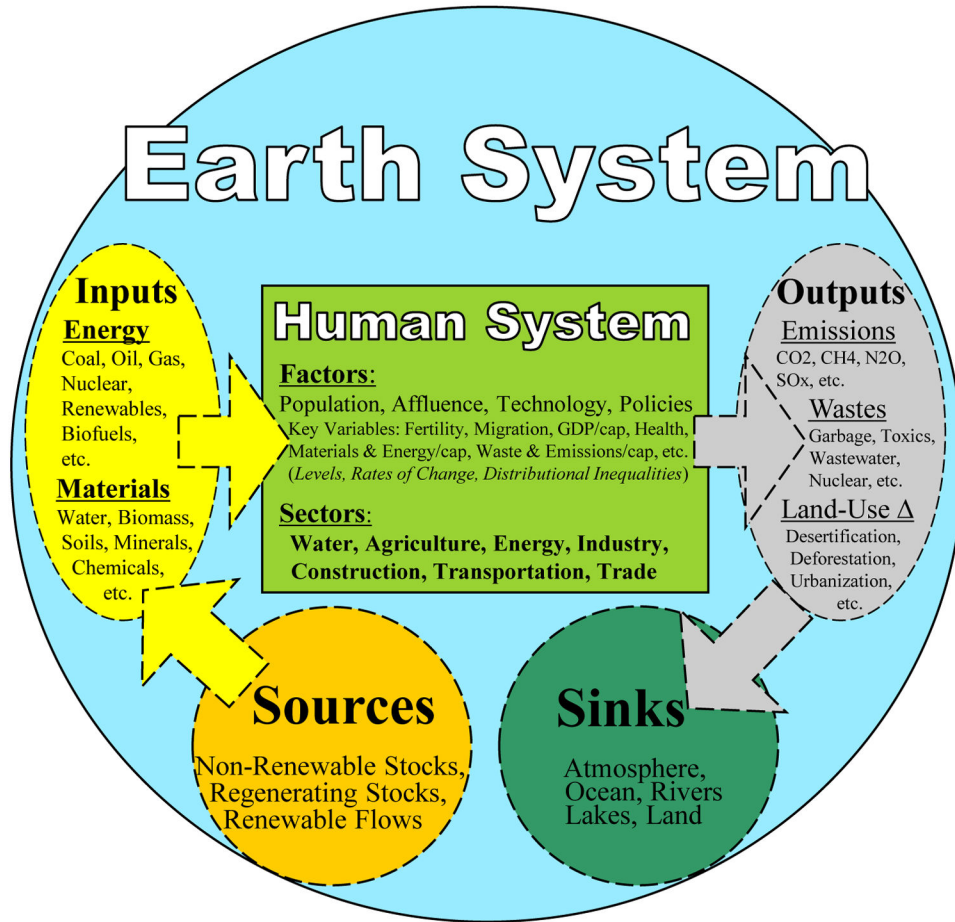 Earth System
Inputs
Energy
Coal, Oil, Gas,
Nuclear,
Renewables,
Biofuels,
etc.
Materials
Water, Biomass,
Soils, Minerals,
Chemicals,
etc.
Human System
Factors:
Population, Affluence, Technology, Policies
Key Variables: Fertility, Migration, GDP/cap, Health,
Materials & Energy/cap, Waste & Emissions/cap, etc.
(Levels, Rates of Change, Distributional Inequalities)
Sectors:
Water, Agriculture, Energy, Industry,
Construction, Transportation, Trade
Outputs
Emissions
CO2, CH4, N2O,
SOx, etc.
Wastes
Garbage, Toxics,
Wastewater,
Nuclear, etc.
Land-Use Δ
Desertification,
Deforestation,
Urbanization,
etc.
Sources
Non-Renewable Stocks,
Regenerating Stocks,
Renewable Flows
Sinks
Atmosphere,
Ocean, Rivers
Lakes, Land